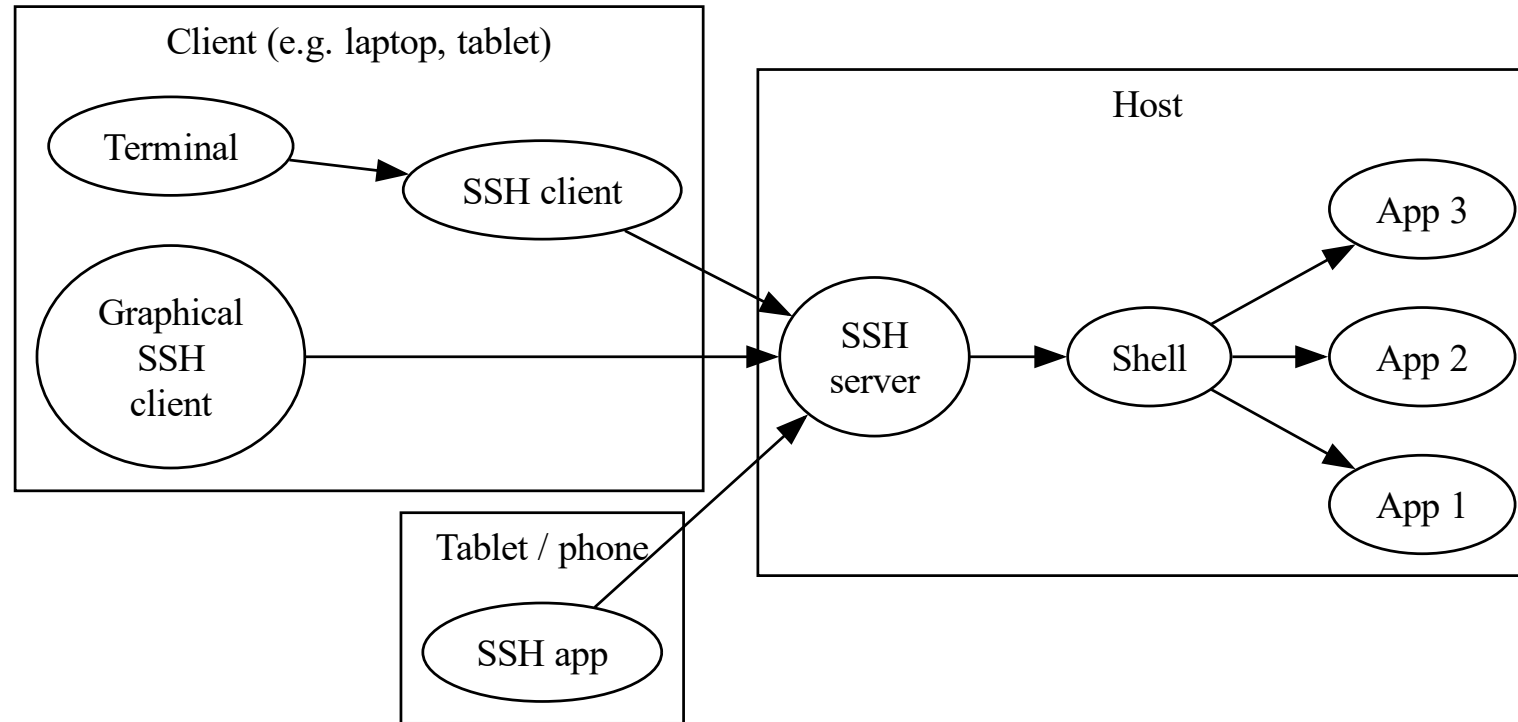 Client (e.g. laptop, tablet)
Terminal
SSH client
Graphical
SSH
client
Tablet / phone
SSH app
Host
SSH
server
Shell
App 3
App 2
App 1